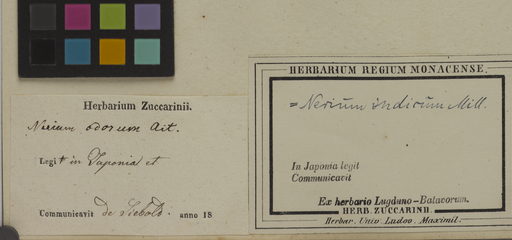 Herbarium Zuccarinii.
Nerium odorum Ait.
Legit in Japonia et
Communicavit de Siebold. anno 18
HERBARIUM REGIUM MONACENSE.
= Nerium indicum Mill.
In Japonia legit
Communicavit
Ex herbario Lugduno-Batavorum.
HERB. ZUCCARINII.
Herbar. Univ. Ludov. Maximil.